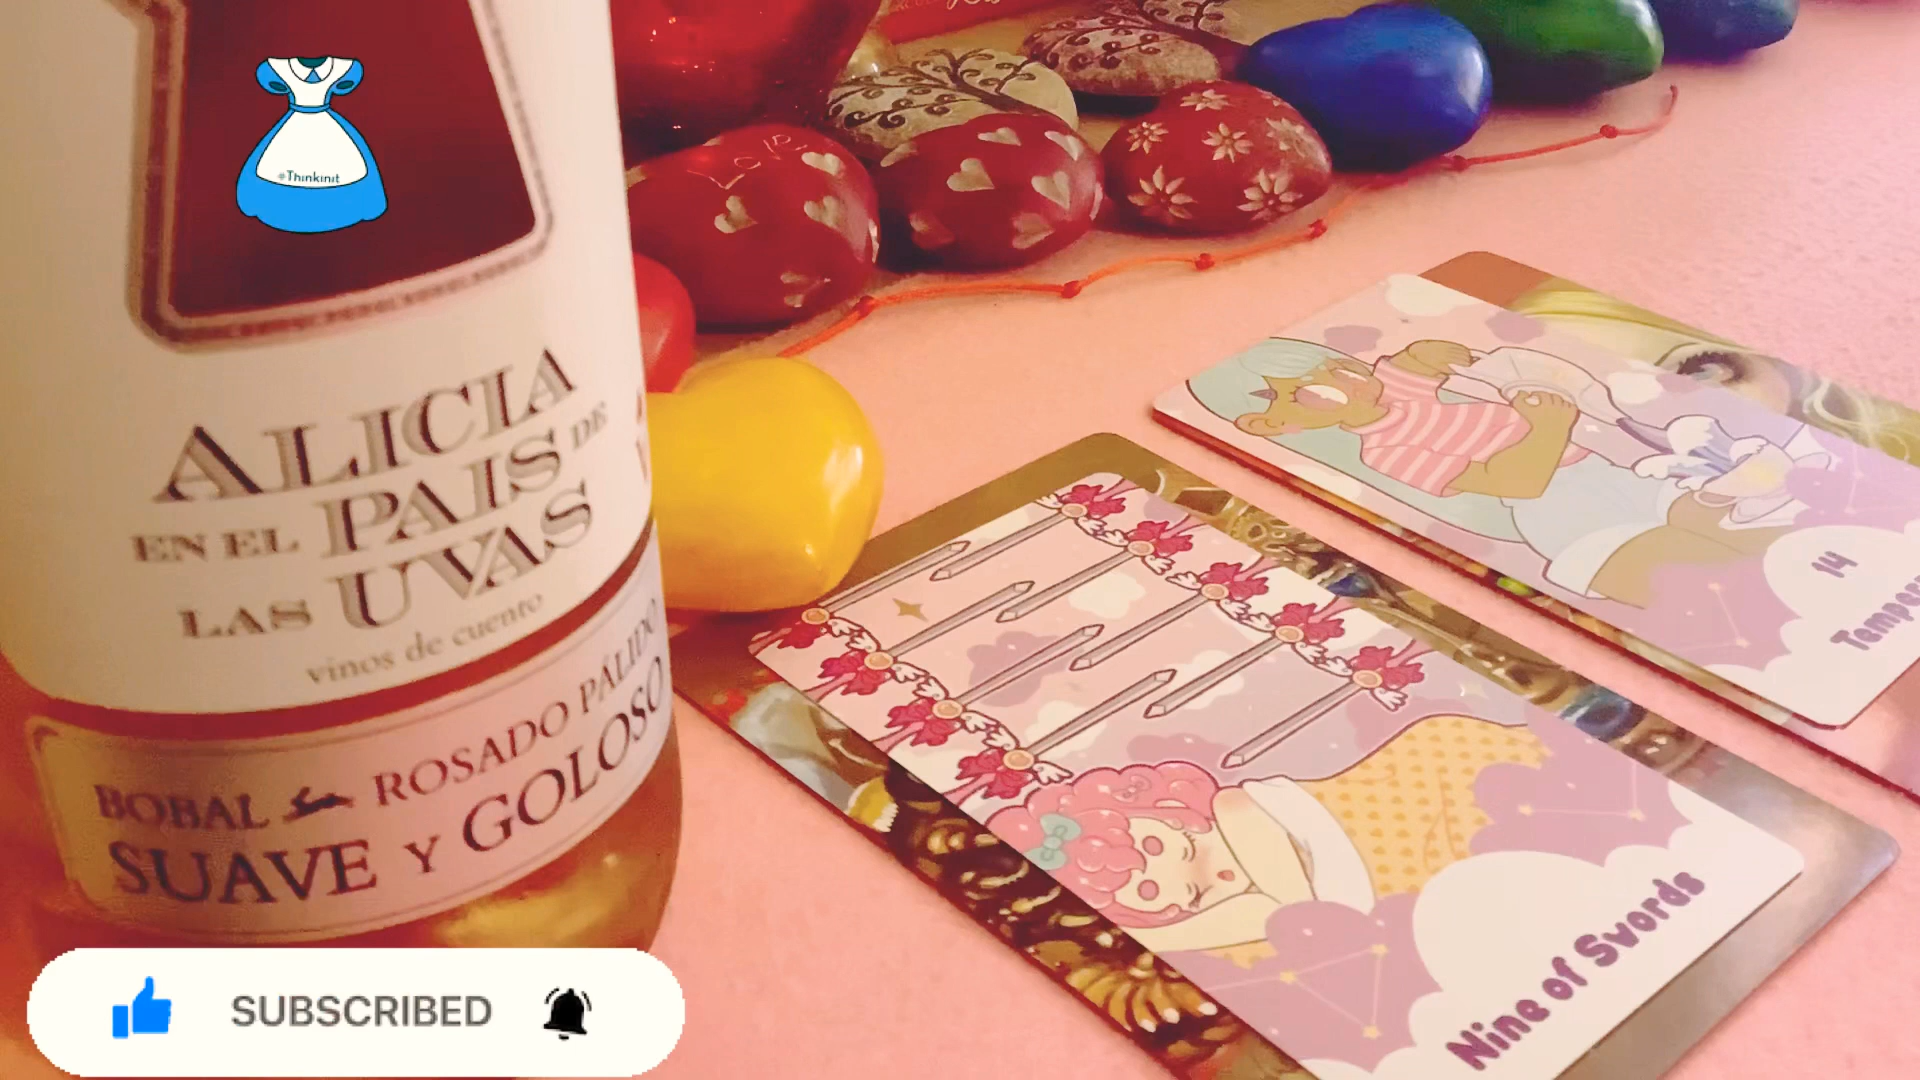 #Thinkinit
ALICIA
EN EL PAIS DE
LAS UVAS
vinos de cuento
BOBAL ROSADO PÁLIDO
SUAVE Y GOLOSO
SUBSCRIBED
14
Nine of Swords